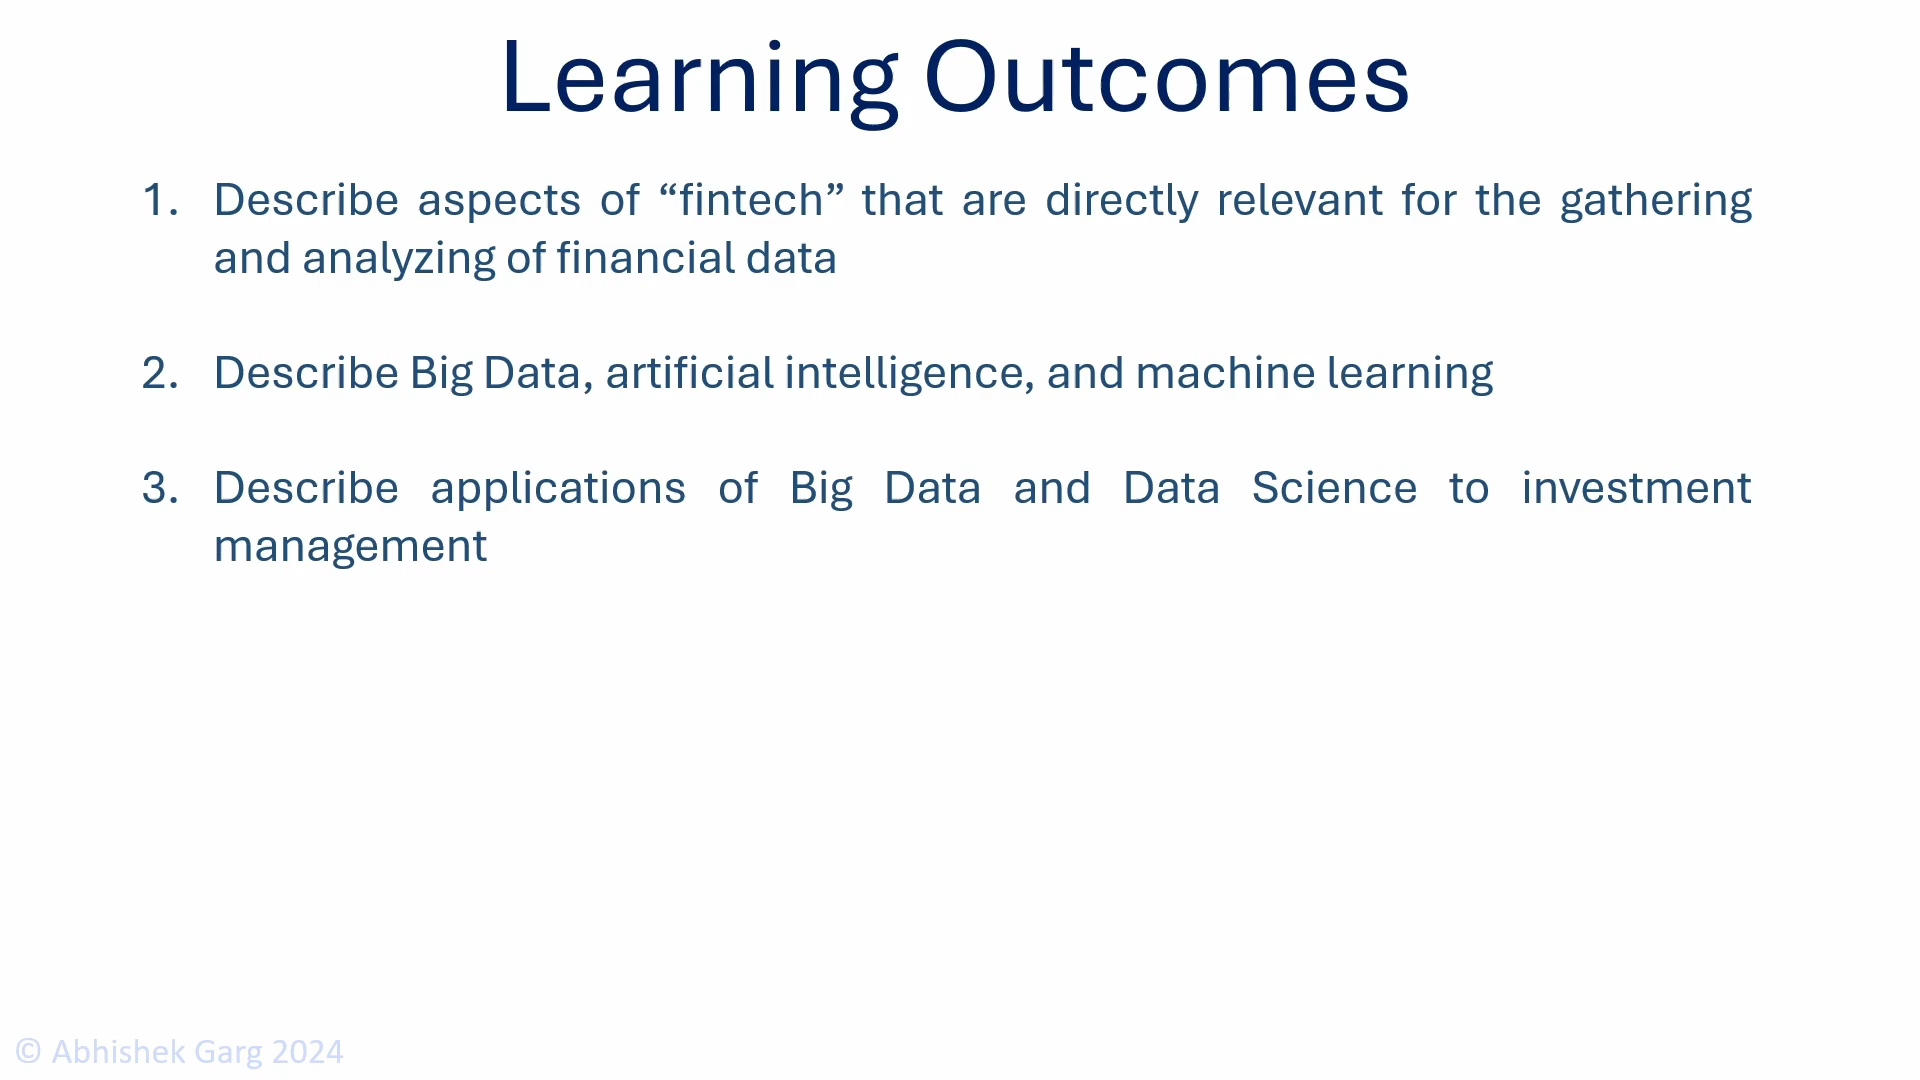 Learning Outcomes
1. Describe aspects of “fintech” that are directly relevant for the gathering
and analyzing of financial data
2. Describe Big Data, artificial intelligence, and machine learning
3. Describe applications of Big Data and Data Science to investment
management
© Abhishek Garg 2024